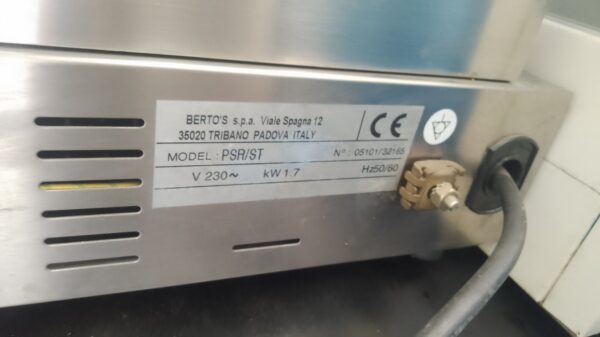 BERTO'S s.p.a. Viale Spagna 12
35020 TRIBANO PADOVA ITALY
CE
MODEL: PSR/ST N°: 05101/32165
V 230~ kW 1.7 Hz50/60